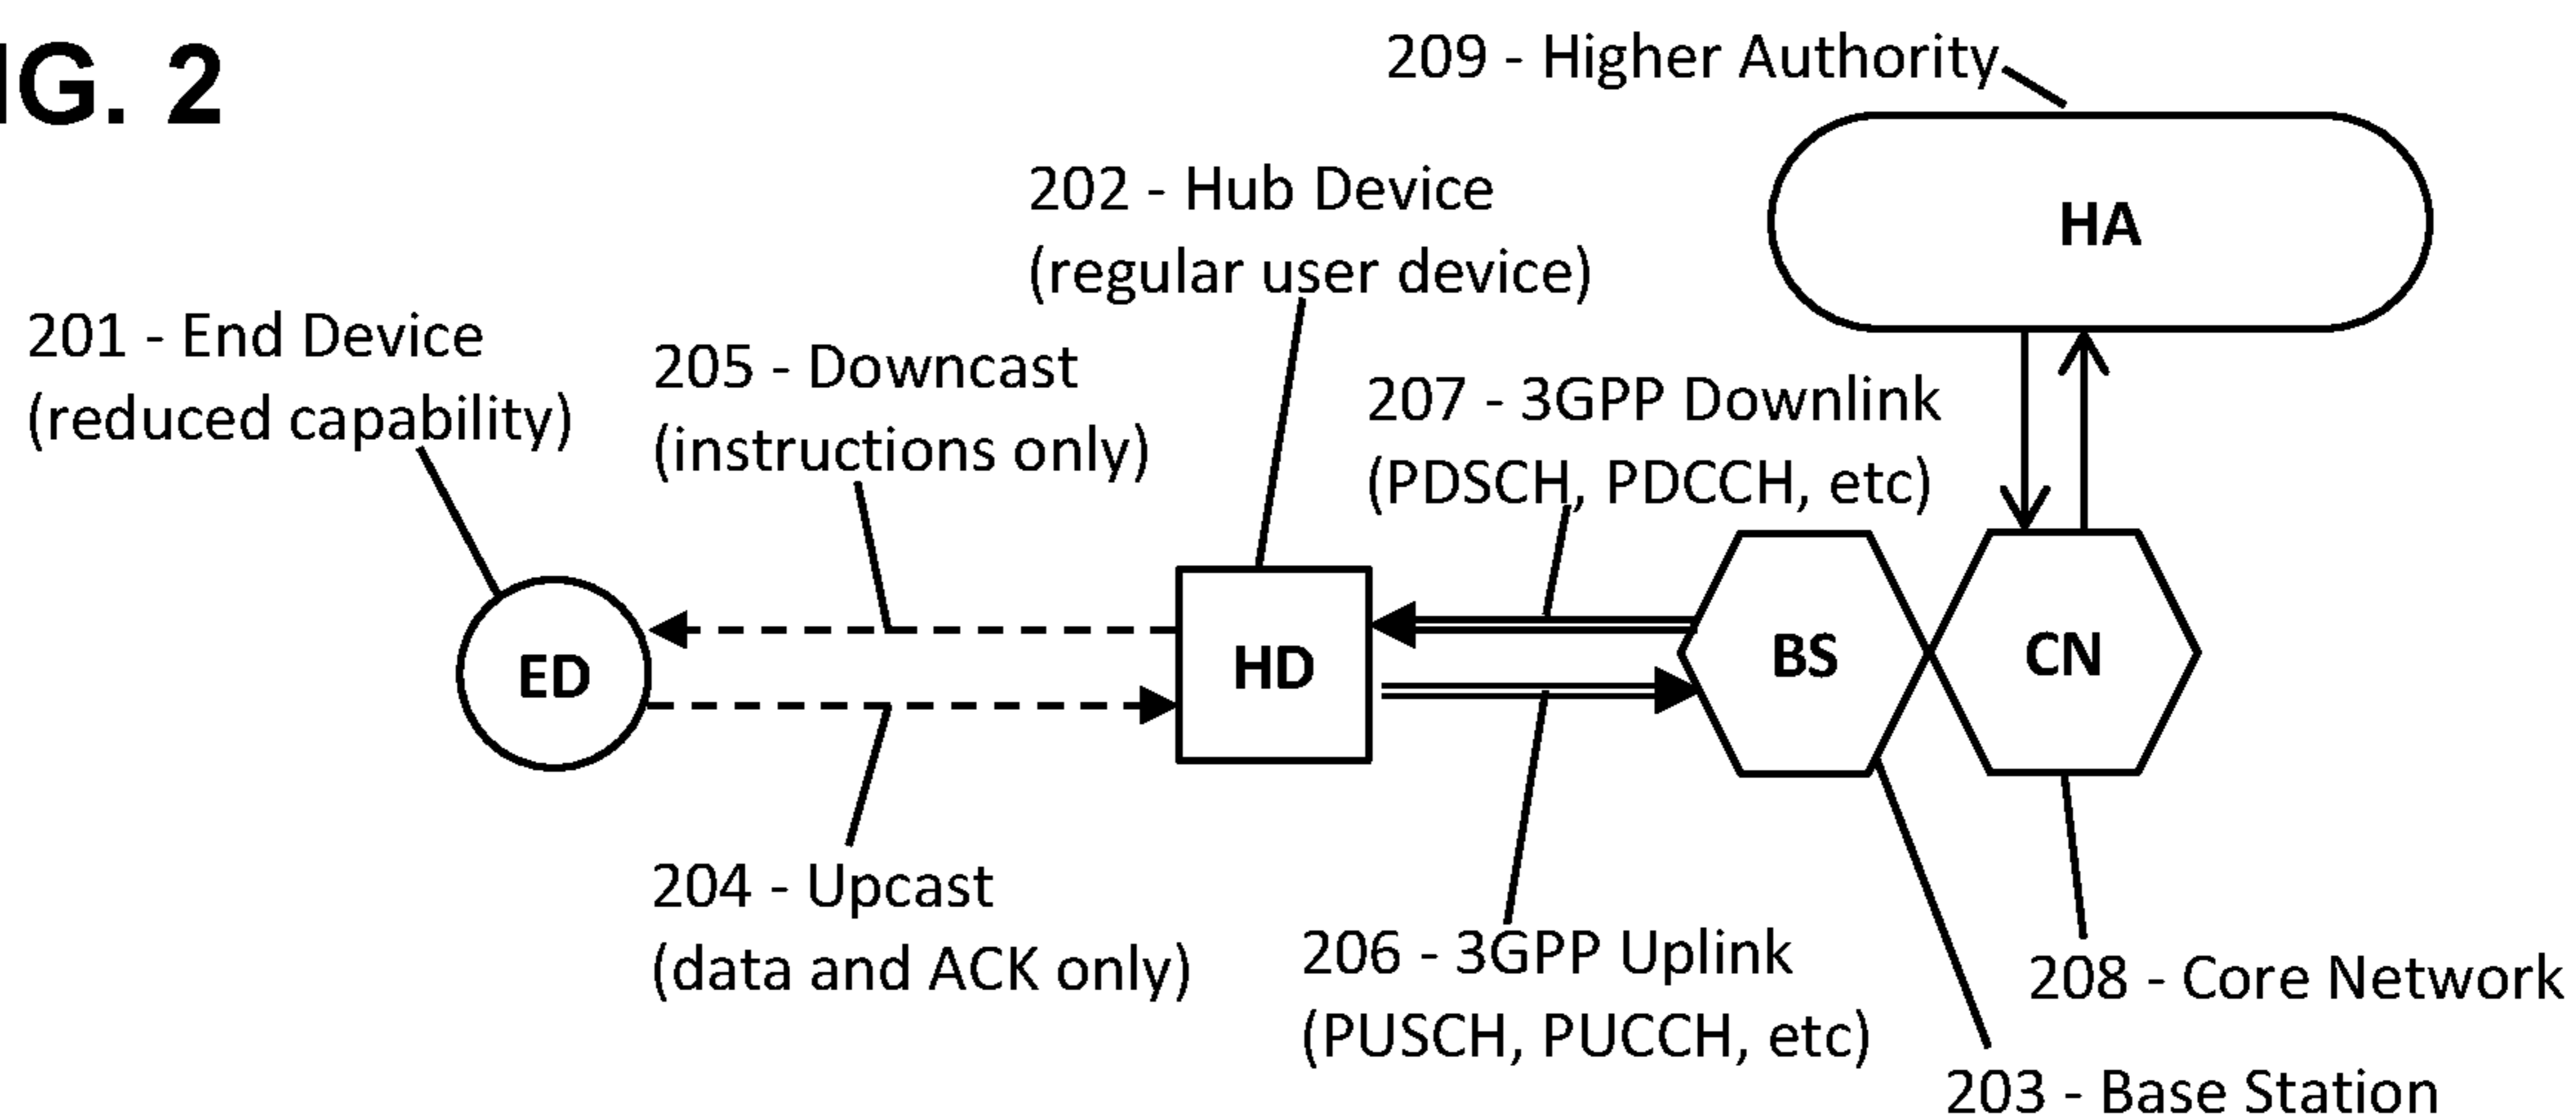 IG. 2
209 - Higher Authority
HA
202 - Hub Device
(regular user device)
201 - End Device
(reduced capability)
205 - Downcast
(instructions only)
207 - 3GPP Downlink
(PDSCH, PDCCH, etc)
ED
HD
BS
CN
204 - Upcast
(data and ACK only)
206 - 3GPP Uplink
(PUSCH, PUCCH, etc)
208 - Core Network
203 - Base Station